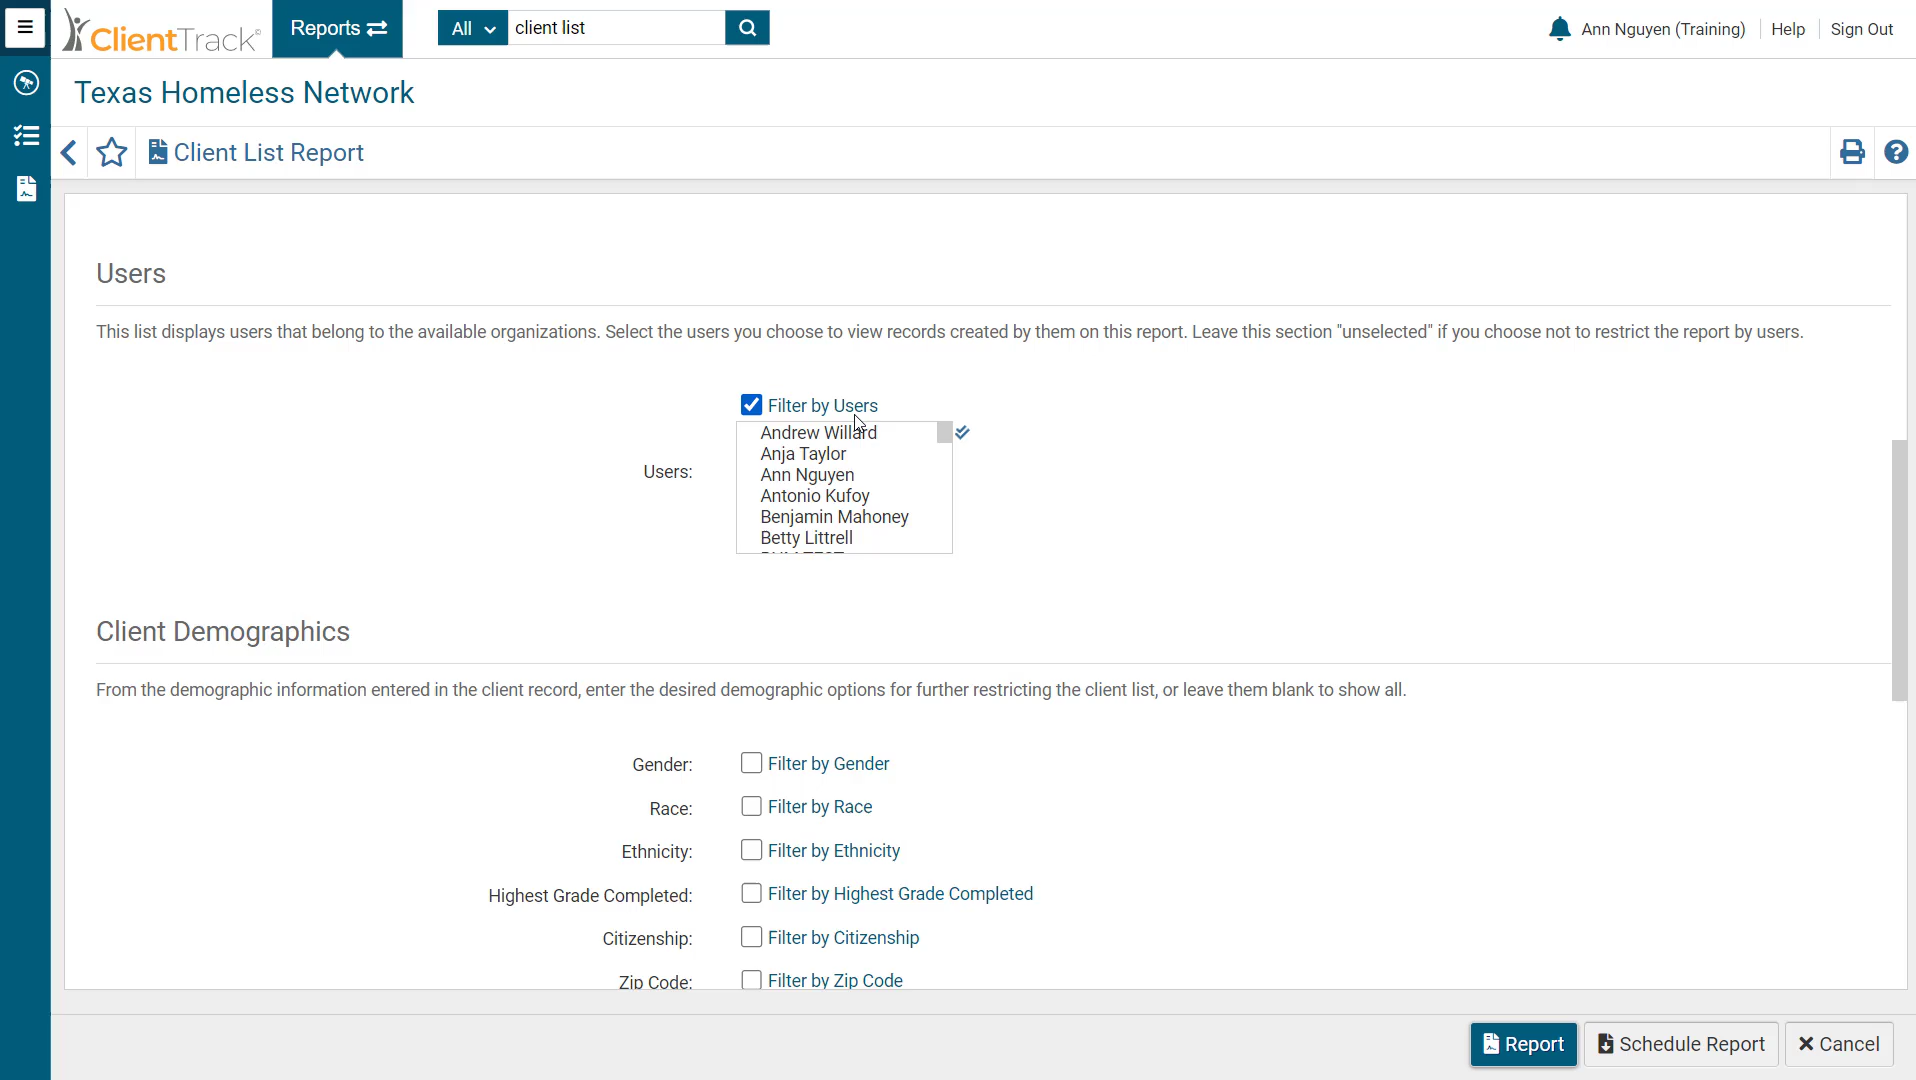 ClientTrack
Reports
All
client list
Ann Nguyen (Training)
Help
Sign Out
Texas Homeless Network
Client List Report
Users
This list displays users that belong to the available organizations. Select the users you choose to view records created by them on this report. Leave this section "unselected" if you choose not to restrict the report by users.
Filter by Users
Users:
Andrew Willard
Anja Taylor
Ann Nguyen
Antonio Kufoy
Benjamin Mahoney
Betty Littrell
Client Demographics
From the demographic information entered in the client record, enter the desired demographic options for further restricting the client list, or leave them blank to show all.
Gender: Filter by Gender
Race: Filter by Race
Ethnicity: Filter by Ethnicity
Highest Grade Completed: Filter by Highest Grade Completed
Citizenship: Filter by Citizenship
Zip Code: Filter by Zip Code
Report
Schedule Report
Cancel